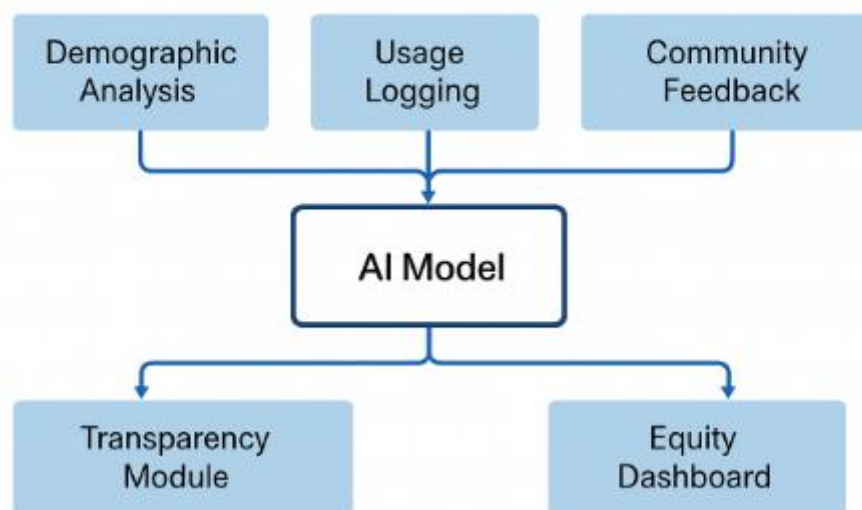 Demographic
Analysis
Usage
Logging
Community
Feedback
AI Model
Transparency
Module
Equity
Dashboard